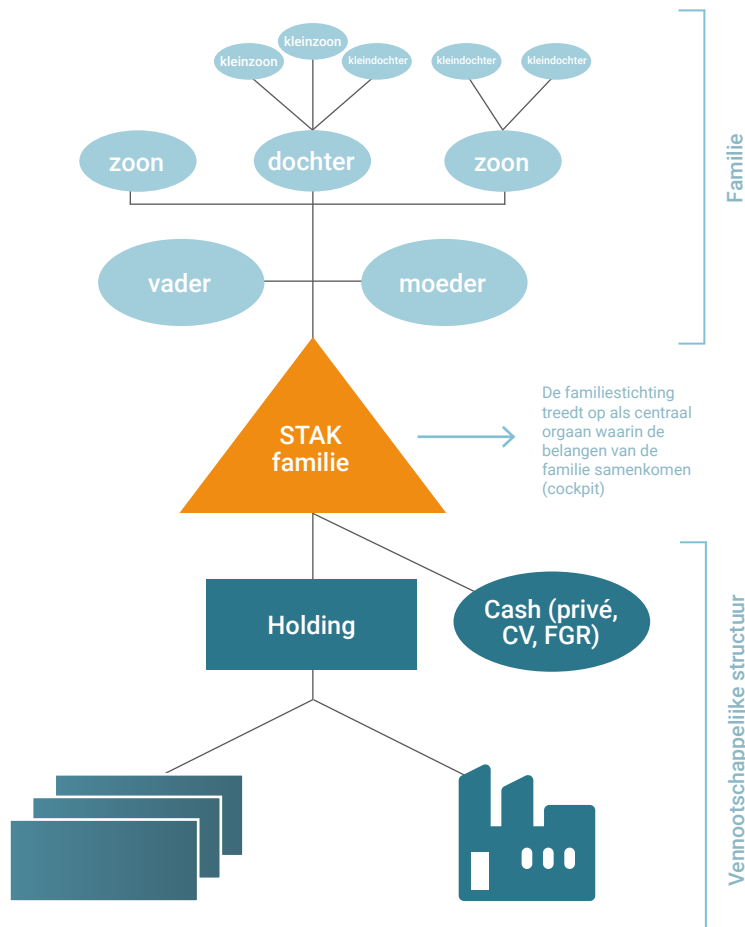 kleinzoon
kleinzoon
kleindochter
kleindochter
kleindochter
zoon
dochter
zoon
vader
moeder
Familie
STAK
familie
De familiestichting
treedt op als centraal
orgaan waarin de
belangen van de
familie samenkomen
(cockpit)
Holding
Cash (privé,
CV, FGR)
Vennootschappelijke structuur